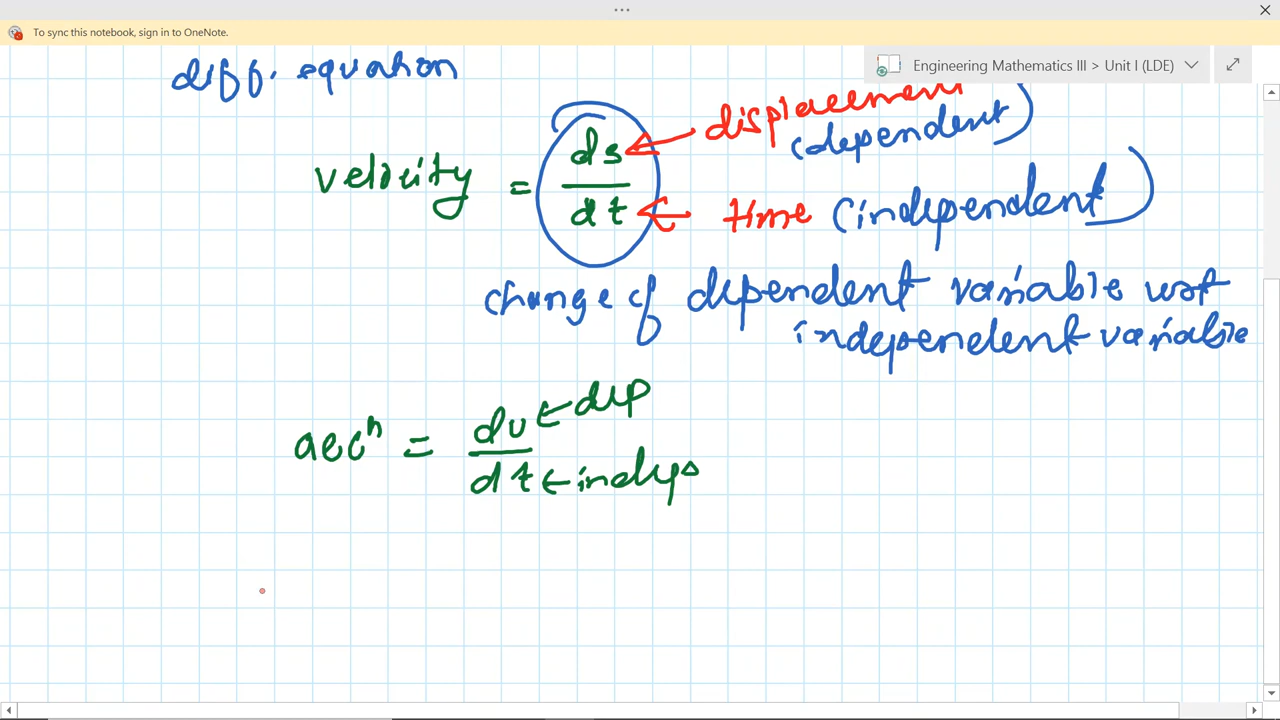 To sync this notebook, sign in to OneNote.
Engineering Mathematics III > Unit I (LDE)
diff. equation
displacement
(dependent)
velocity = ds
dt
time (independent)
change of dependent variable wrt
independent variable
accⁿ = dv ← dep
dt ← indep